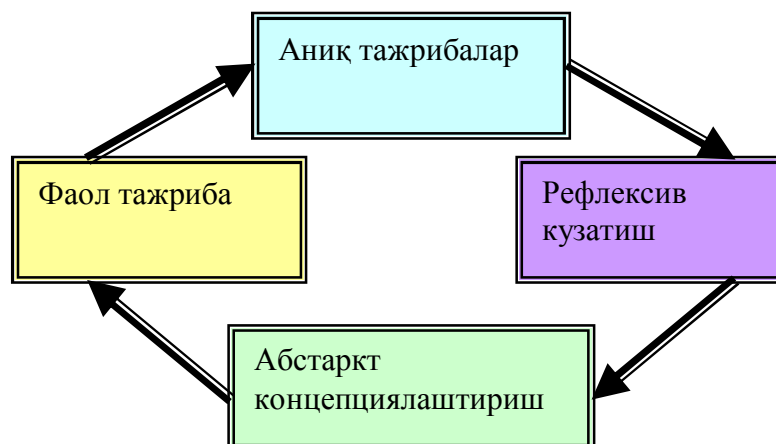 Аниқ тажрибалар
Фаол тажриба
Рефлексив
кузатиш
Абстаркт
концепциялаштириш